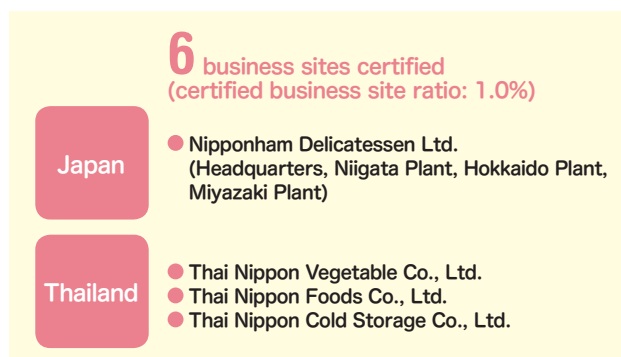 6 business sites certified
(certified business site ratio: 1.0%)
Japan
● Nipponham Delicatessen Ltd.
(Headquarters, Niigata Plant, Hokkaido Plant,
Miyazaki Plant)
Thailand
● Thai Nippon Vegetable Co., Ltd.
● Thai Nippon Foods Co., Ltd.
● Thai Nippon Cold Storage Co., Ltd.